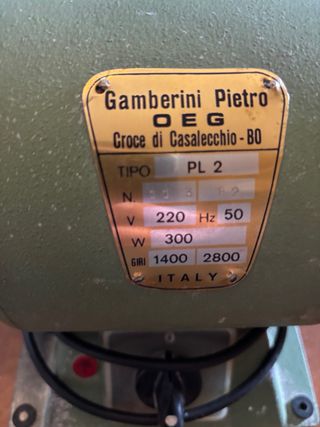 Gamberini Pietro
OEG
Croce di Casalecchio - BO
TIPO PL 2
N.
V 220 Hz 50
W 300
GIRI 1400 2800
ITALY